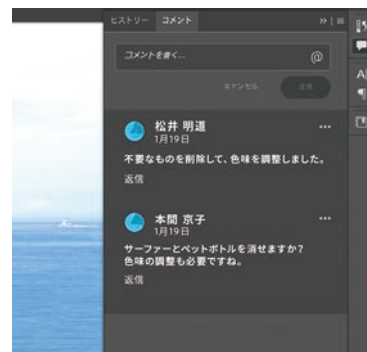 ヒストリー コメント
コメントを書く...
@
キャンセル 送信
松井 明道
1月19日
不要なものを削除して、色味を調整しました。
返信
本間 京子
1月19日
サーファーとペットボトルを消せますか?
色味の調整も必要ですね。
返信